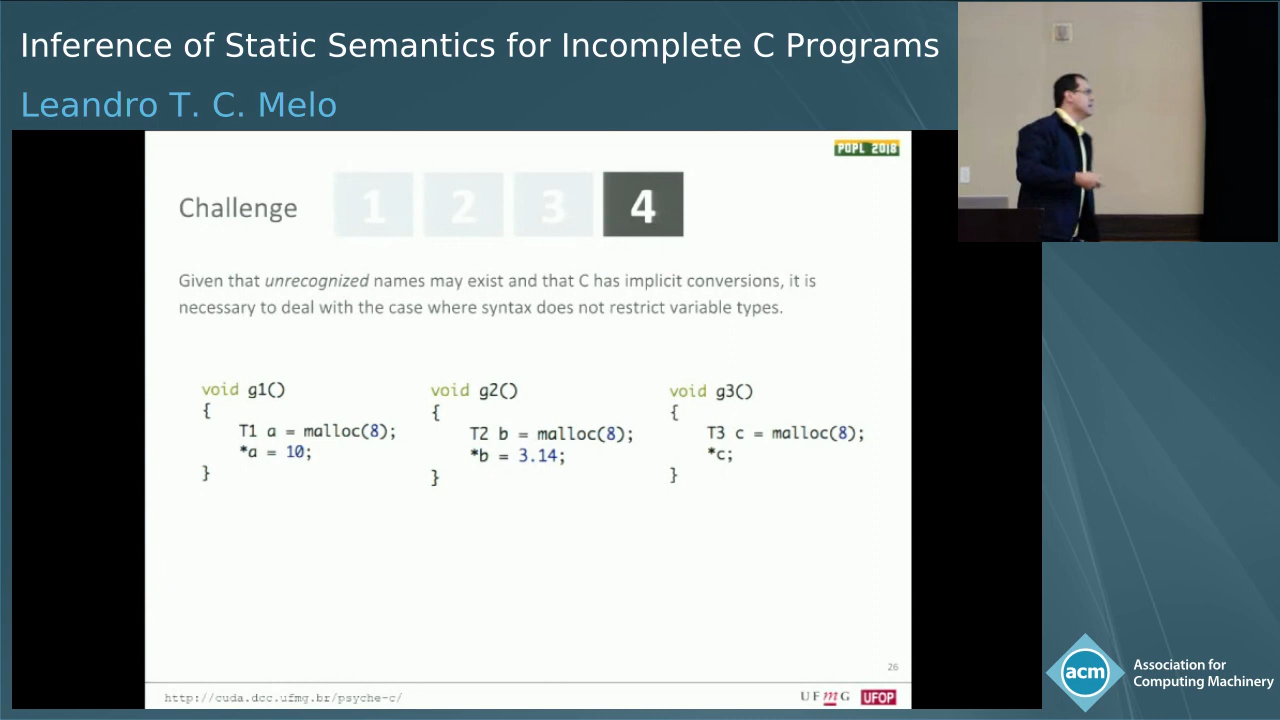 Inference of Static Semantics for Incomplete C Programs
Leandro T. C. Melo
POPL 2018
Challenge 1 2 3 4
Given that unrecognized names may exist and that C has implicit conversions, it is
necessary to deal with the case where syntax does not restrict variable types.
void g1()
{
T1 a = malloc(8);
*a = 10;
}
void g2()
{
T2 b = malloc(8);
*b = 3.14;
}
void g3()
{
T3 c = malloc(8);
*c;
}
26
http://cuda.dcc.ufmg.br/psyche-c/
UFMG UFOP
acm Association for
Computing Machinery